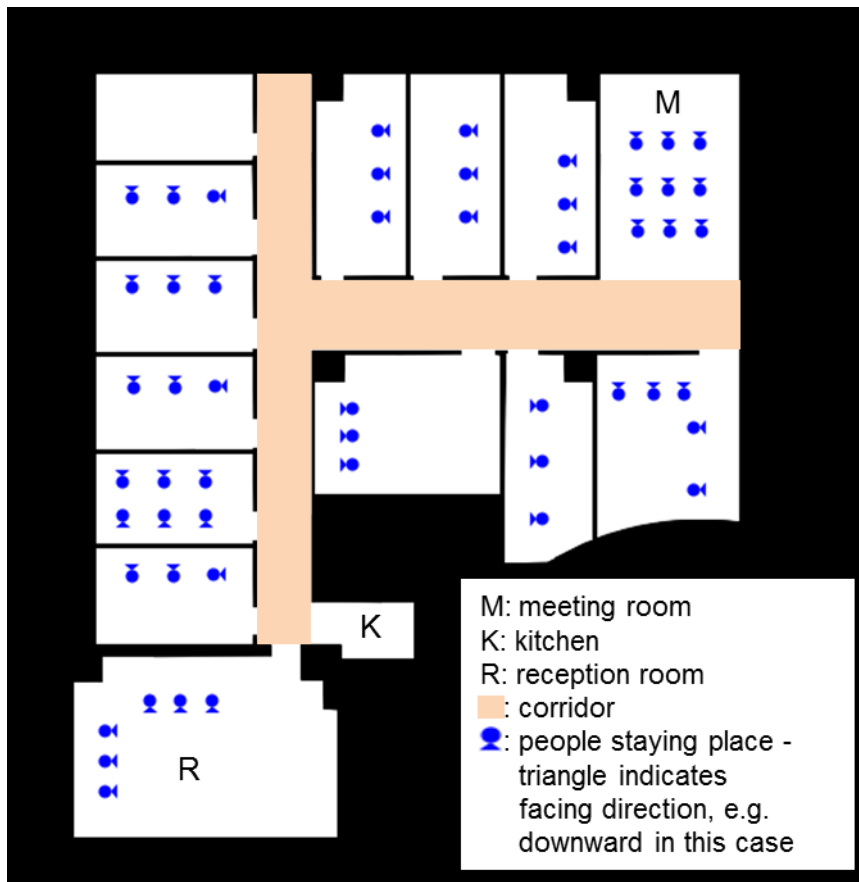 M
K
R
M: meeting room
K: kitchen
R: reception room
: corridor
: people staying place -
triangle indicates
facing direction, e.g.
downward in this case